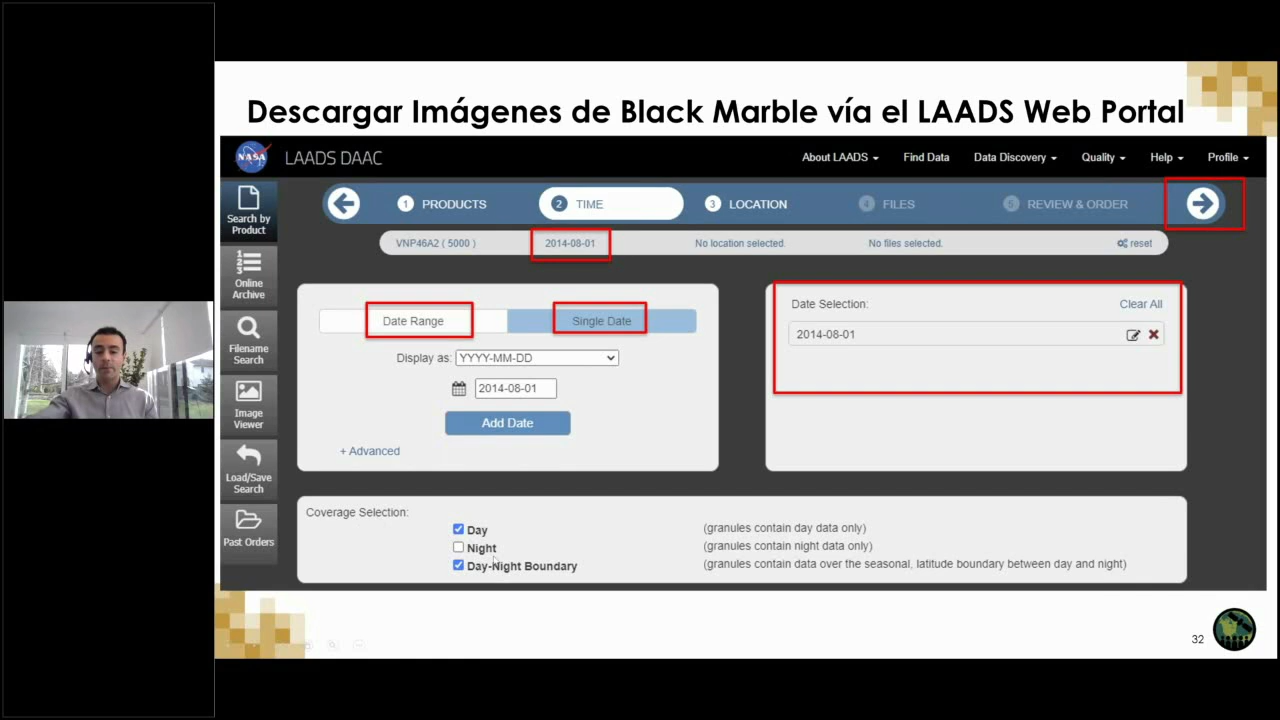 Descargar Imágenes de Black Marble vía el LAADS Web Portal
NASA LAADS DAAC
About LAADS Find Data Data Discovery Quality Help Profile
Search by
Product
Online
Archive
Filename
Search
Image
Viewer
Load/Save
Search
Past Orders
1 PRODUCTS 2 TIME 3 LOCATION 4 FILES 5 REVIEW & ORDER
VNP46A2 ( 5000 ) 2014-08-01 No location selected. No files selected. reset
Date Range Single Date
Display as: YYYY-MM-DD
2014-08-01
Add Date
+ Advanced
Date Selection: Clear All
2014-08-01
Coverage Selection:
Day (granules contain day data only)
Night (granules contain night data only)
Day-Night Boundary (granules contain data over the seasonal, latitude boundary between day and night)
32